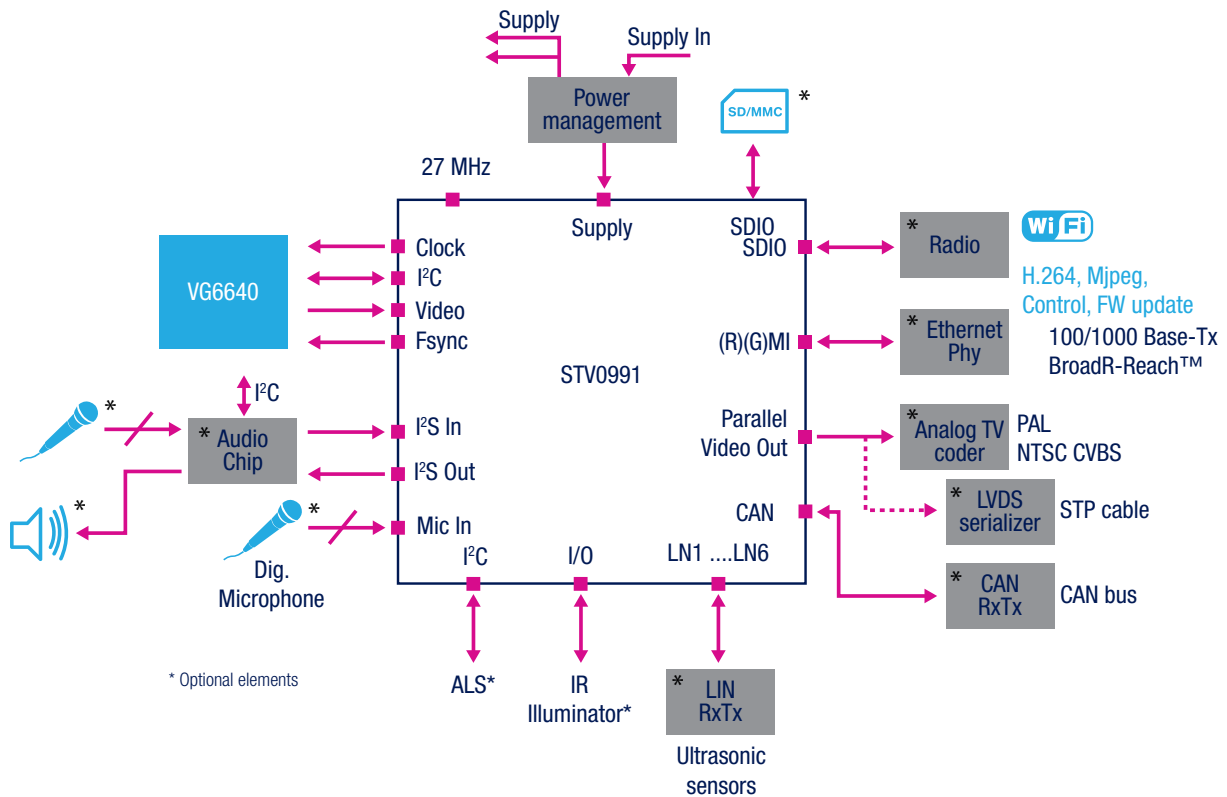 Supply
Supply In
Power
management
SD/MMC
*
27 MHz
Supply
SDIO
SDIO
* Radio
Wi Fi
H.264, Mjpeg,
Control, FW update
VG6640
Clock
I²C
Video
Fsync
STV0991
(R)(G)MI
* Ethernet
Phy
100/1000 Base-Tx
BroadR-Reach™
I²C
*
* Audio
Chip
I²S In
I²S Out
Parallel
Video Out
* Analog TV
coder
PAL
NTSC CVBS
*
*
Mic In
Dig.
Microphone
CAN
* LVDS
serializer
STP cable
I²C
I/O
LN1 ....LN6
* CAN
RxTx
CAN bus
* Optional elements
ALS*
IR
Illuminator*
* LIN
RxTx
Ultrasonic
sensors